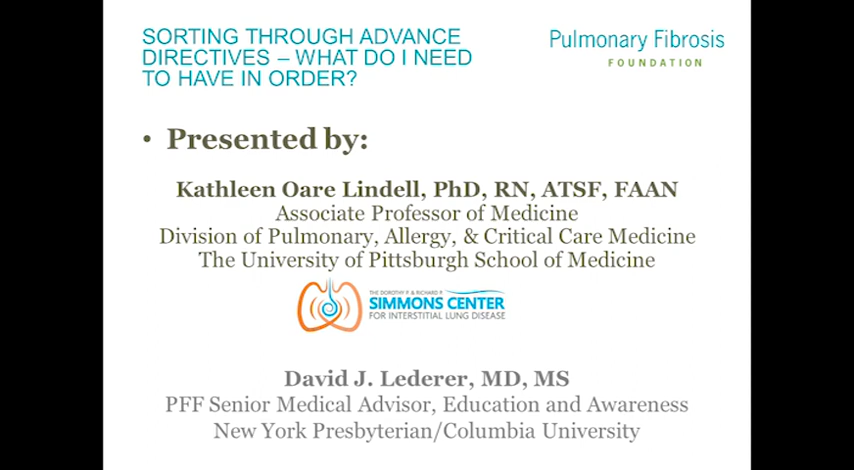 SORTING THROUGH ADVANCE
DIRECTIVES – WHAT DO I NEED
TO HAVE IN ORDER?
Pulmonary Fibrosis
FOUNDATION
• Presented by:
Kathleen Oare Lindell, PhD, RN, ATSF, FAAN
Associate Professor of Medicine
Division of Pulmonary, Allergy, & Critical Care Medicine
The University of Pittsburgh School of Medicine
THE DOROTHY P. & RICHARD P.
SIMMONS CENTER
FOR INTERSTITIAL LUNG DISEASE
David J. Lederer, MD, MS
PFF Senior Medical Advisor, Education and Awareness
New York Presbyterian/Columbia University